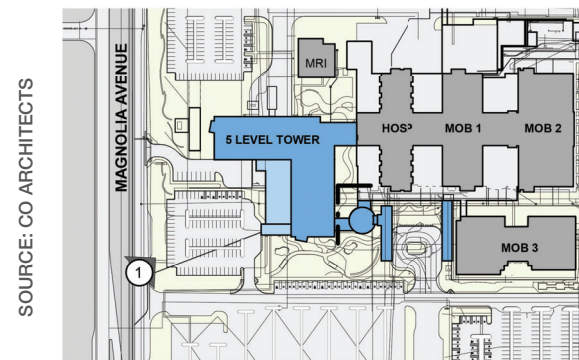 SOURCE: CO ARCHITECTS
MAGNOLIA AVENUE
MRI
5 LEVEL TOWER
HOSP
MOB 1
MOB 2
MOB 3
1